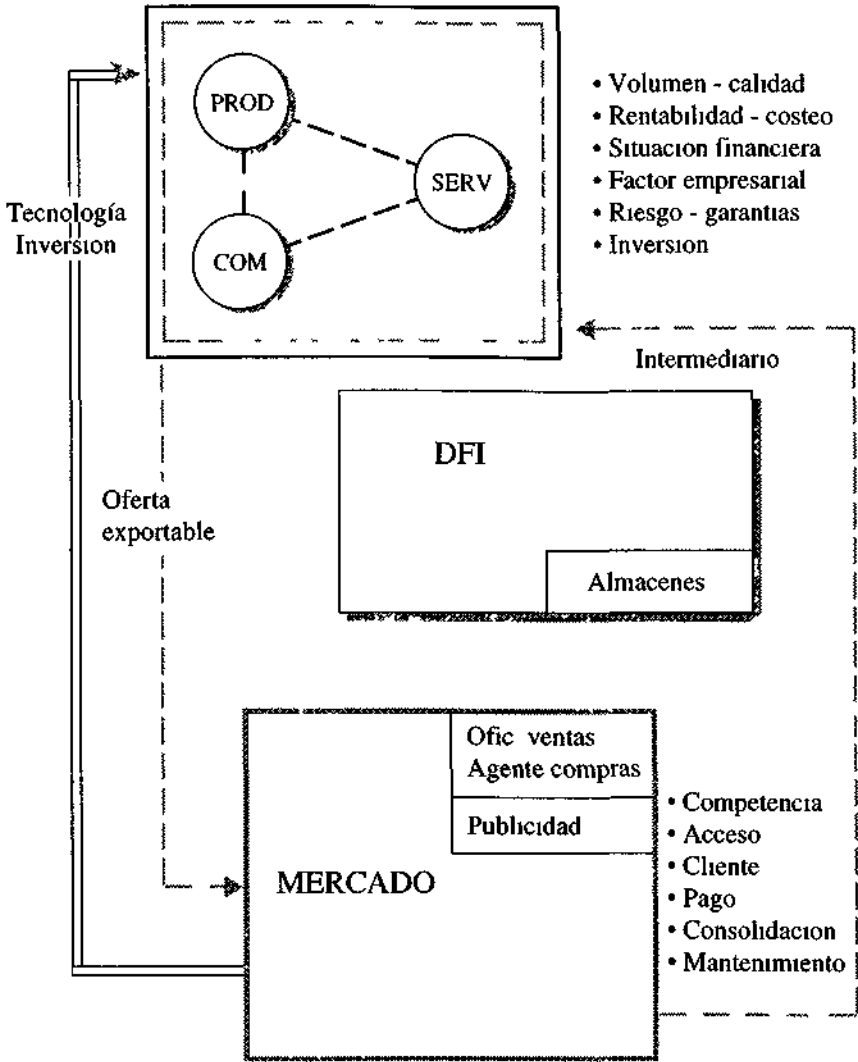 PROD
SERV
COM
• Volumen - calidad
• Rentabilidad - costeo
• Situacion financiera
• Factor empresarial
• Riesgo - garantias
• Inversion
Tecnología
Inversion
Intermediario
DFI
Almacenes
Oferta
exportable
Ofic ventas
Agente compras
Publicidad
MERCADO
• Competencia
• Acceso
• Cliente
• Pago
• Consolidacion
• Mantenimiento